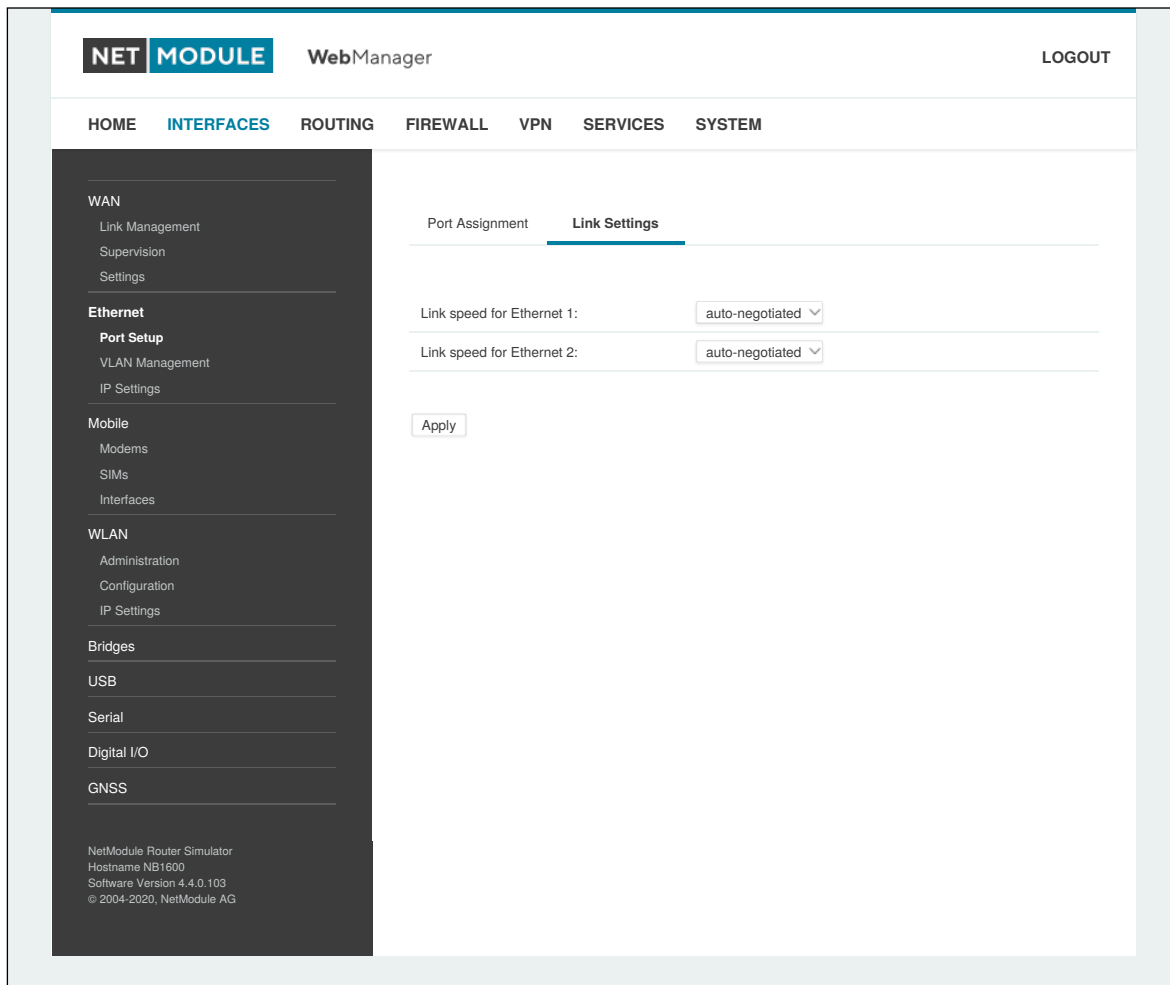 NET MODULE WebManager LOGOUT
HOME INTERFACES ROUTING FIREWALL VPN SERVICES SYSTEM
WAN
Link Management
Supervision
Settings
Ethernet
Port Setup
VLAN Management
IP Settings
Mobile
Modems
SIMs
Interfaces
WLAN
Administration
Configuration
IP Settings
Bridges
USB
Serial
Digital I/O
GNSS
NetModule Router Simulator
Hostname NB1600
Software Version 4.4.0.103
© 2004-2020, NetModule AG
Port Assignment Link Settings
Link speed for Ethernet 1: auto-negotiated
Link speed for Ethernet 2: auto-negotiated
Apply